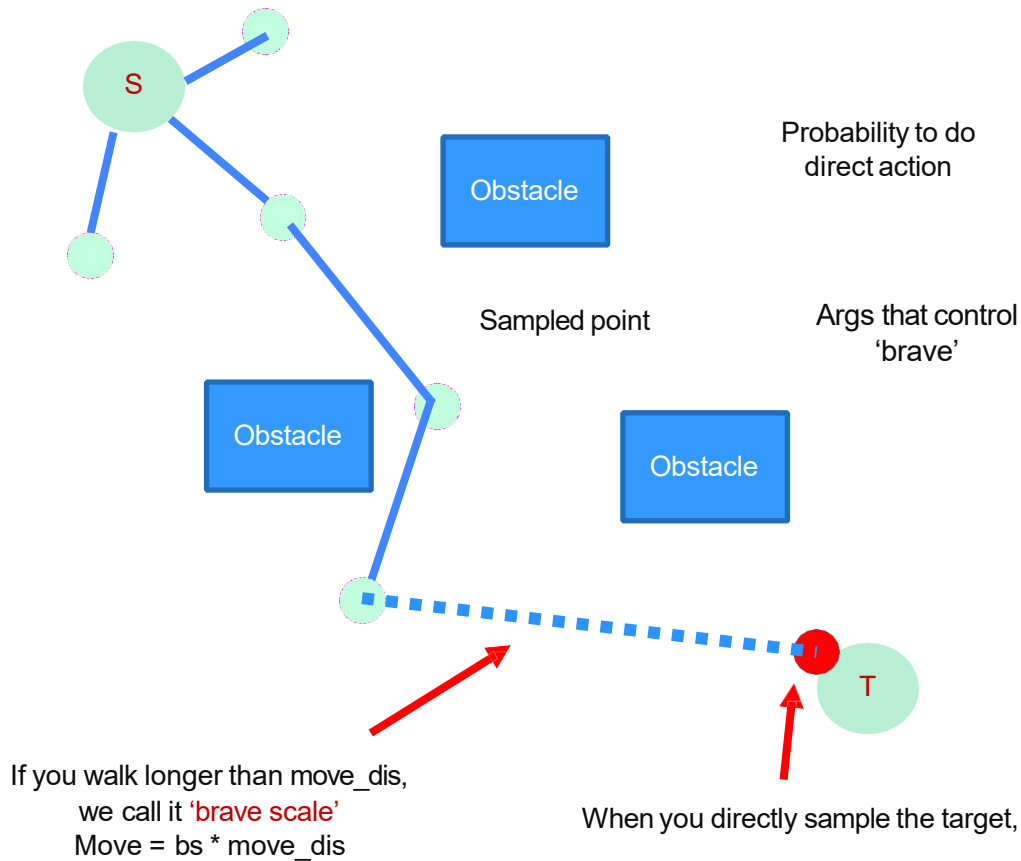 S
Probability to do
direct action
Obstacle
Sampled point
Args that control
‘brave’
Obstacle
Obstacle
T
If you walk longer than move_dis,
we call it ‘brave scale’
Move = bs * move_dis
When you directly sample the target,